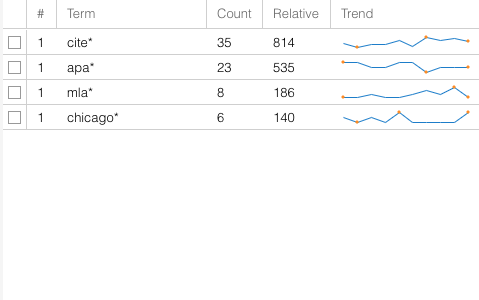 # Term Count Relative Trend
1 cite* 35 814
1 apa* 23 535
1 mla* 8 186
1 chicago* 6 140